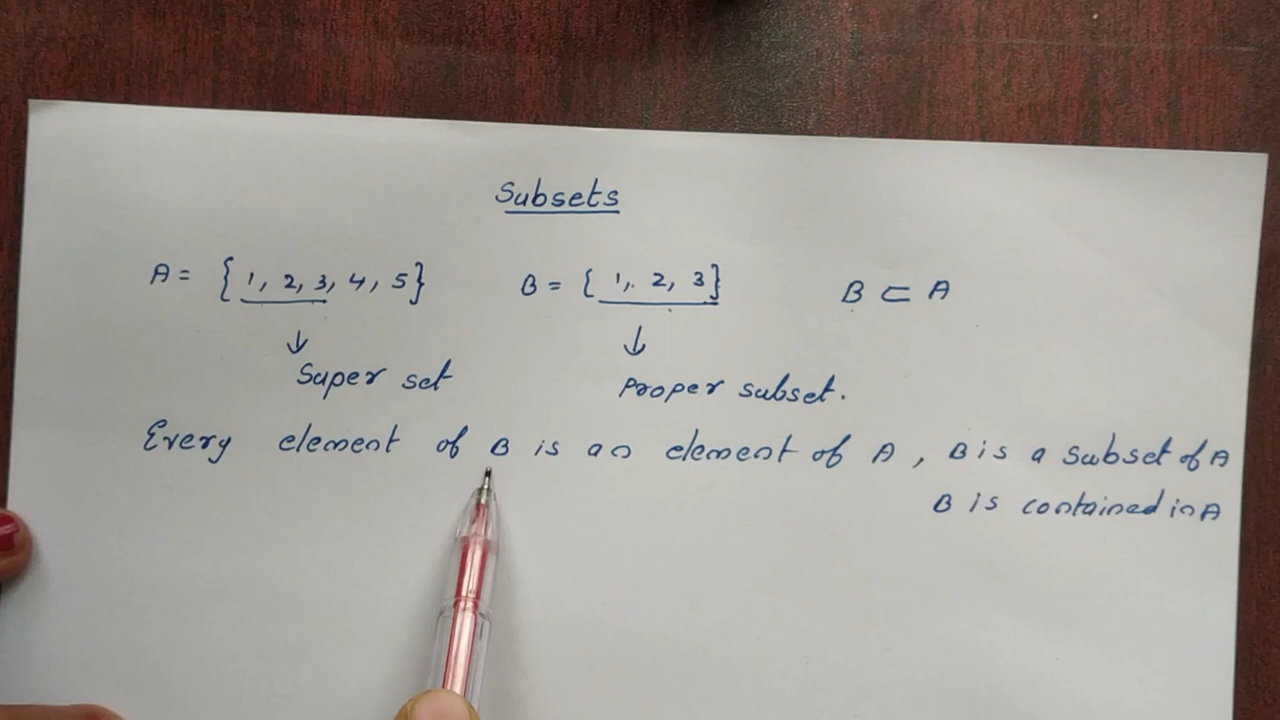 Subsets
A = { 1, 2, 3, 4, 5} B = { 1, 2, 3} B ⊂ A
↓ ↓
Super set Proper subset.
Every element of B is an element of A, B is a subset of A
B is contained in A